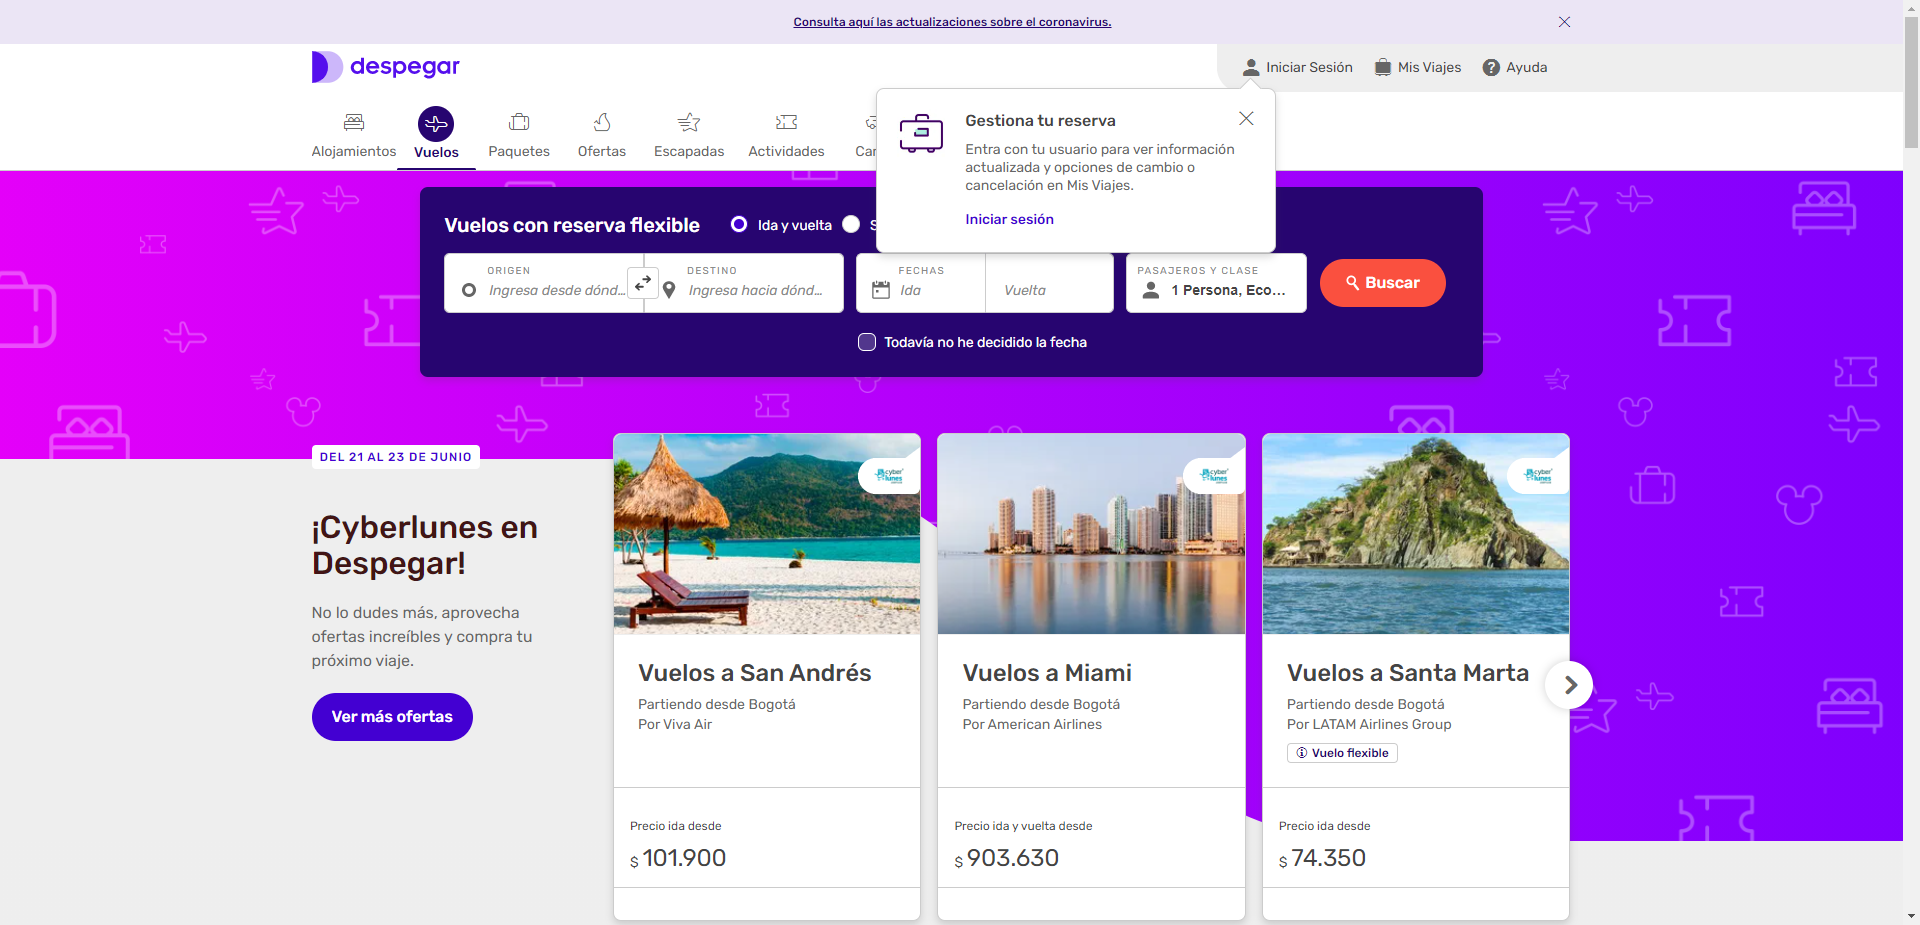 Consulta aquí las actualizaciones sobre el coronavirus.
despegar
Iniciar Sesión
Mis Viajes
Ayuda
Alojamientos
Vuelos
Paquetes
Ofertas
Escapadas
Actividades
Gestiona tu reserva
Entra con tu usuario para ver información
actualizada y opciones de cambio o
cancelación en Mis Viajes.
Iniciar sesión
Vuelos con reserva flexible
Ida y vuelta
ORIGEN
Ingresa desde dónd...
DESTINO
Ingresa hacia dónd...
FECHAS
Ida
Vuelta
PASAJEROS Y CLASE
1 Persona, Eco...
Buscar
Todavía no he decidido la fecha
DEL 21 AL 23 DE JUNIO
¡Cyberlunes en
Despegar!
No lo dudes más, aprovecha
ofertas increíbles y compra tu
próximo viaje.
Ver más ofertas
cyber
lunes
Vuelos a San Andrés
Partiendo desde Bogotá
Por Viva Air
Precio ida desde
$ 101.900
cyber
lunes
Vuelos a Miami
Partiendo desde Bogotá
Por American Airlines
Precio ida y vuelta desde
$ 903.630
cyber
lunes
Vuelos a Santa Marta
Partiendo desde Bogotá
Por LATAM Airlines Group
Vuelo flexible
Precio ida desde
$ 74.350